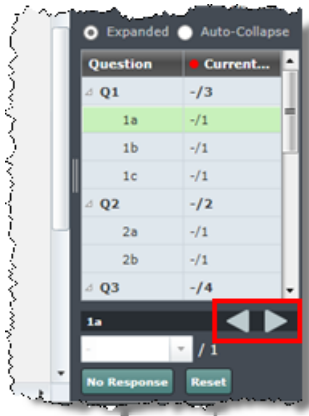 Expanded Auto-Collapse
Question Current...
Q1 -/3
1a -/1
1b -/1
1c -/1
Q2 -/2
2a -/1
2b -/1
Q3 -/4
1a
- / 1
No Response Reset